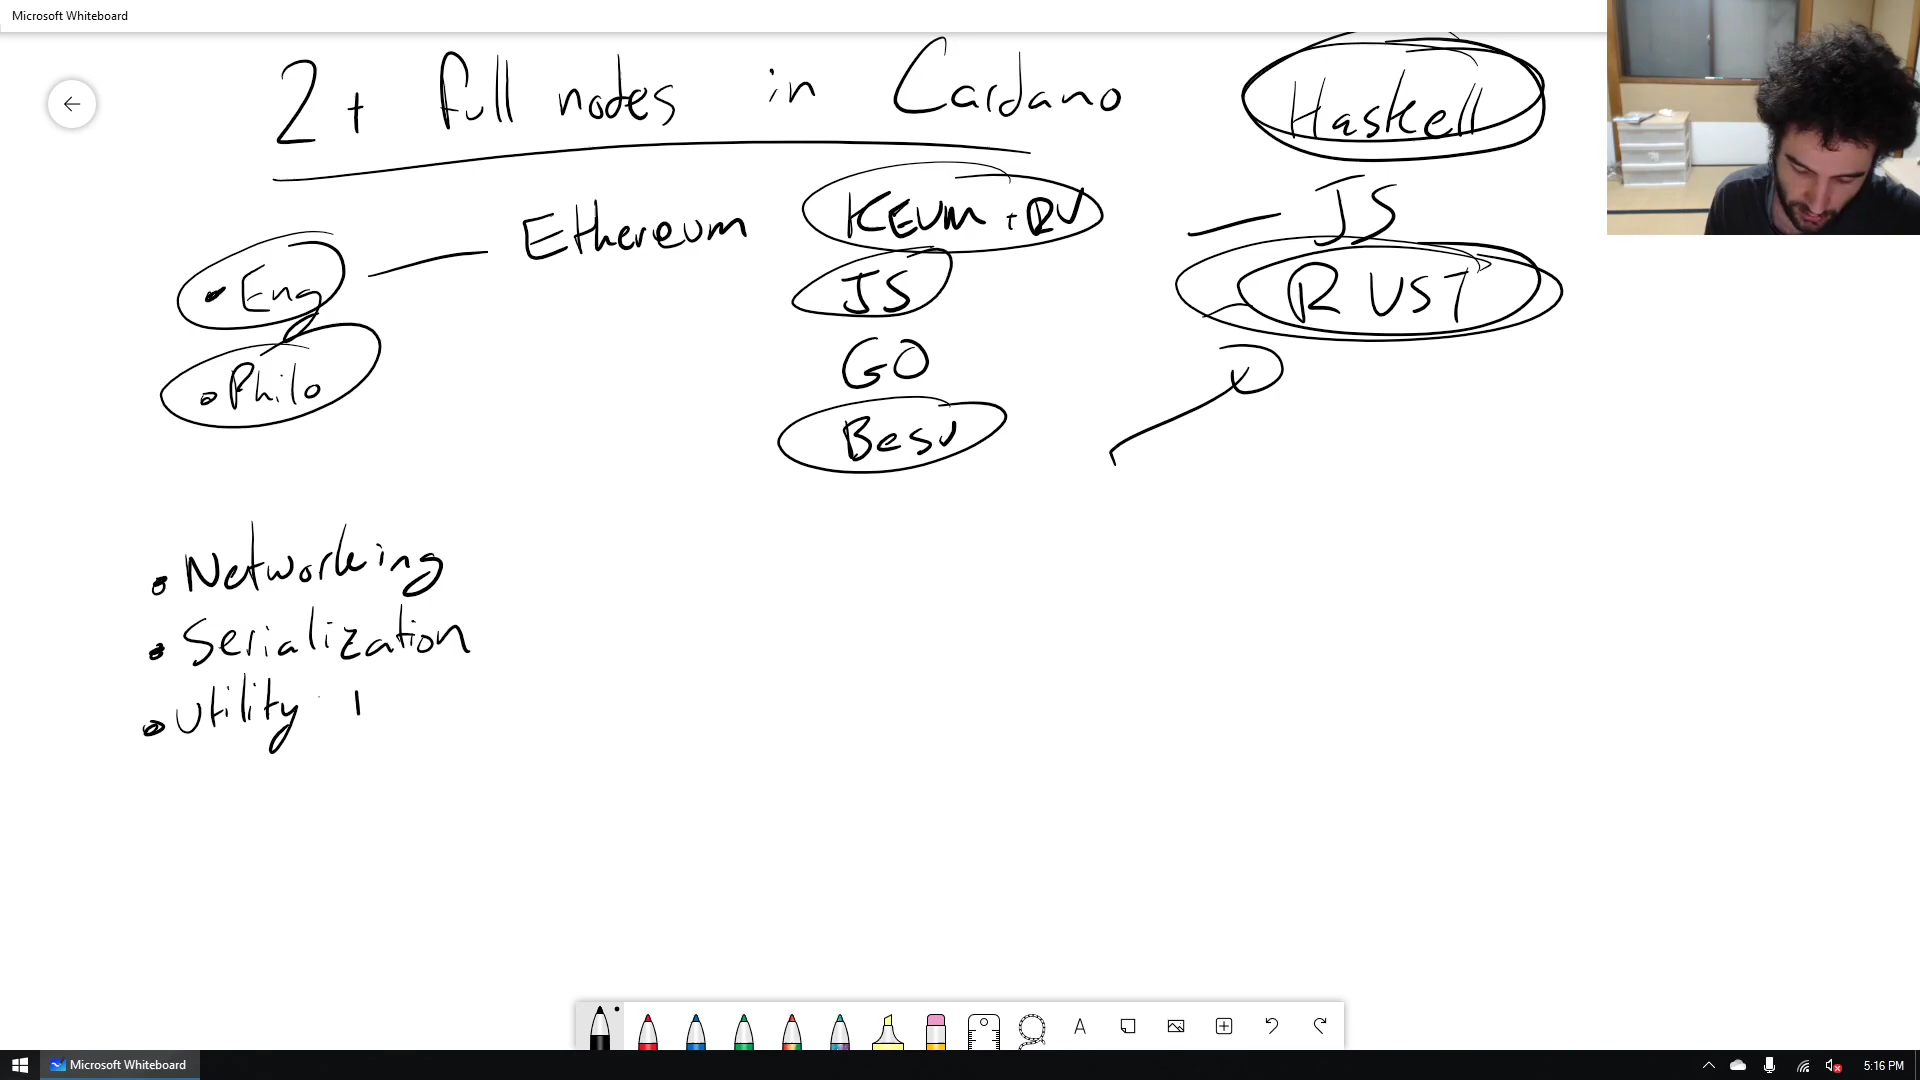 Microsoft Whiteboard
2+ full nodes in Cardano
Haskell
• Eng
Ethereum
KEVM + RV
JS
RUST
JS
• Philo
GO
Besu
• Networking
• Serialization
• Utility
A
Microsoft Whiteboard
5:16 PM